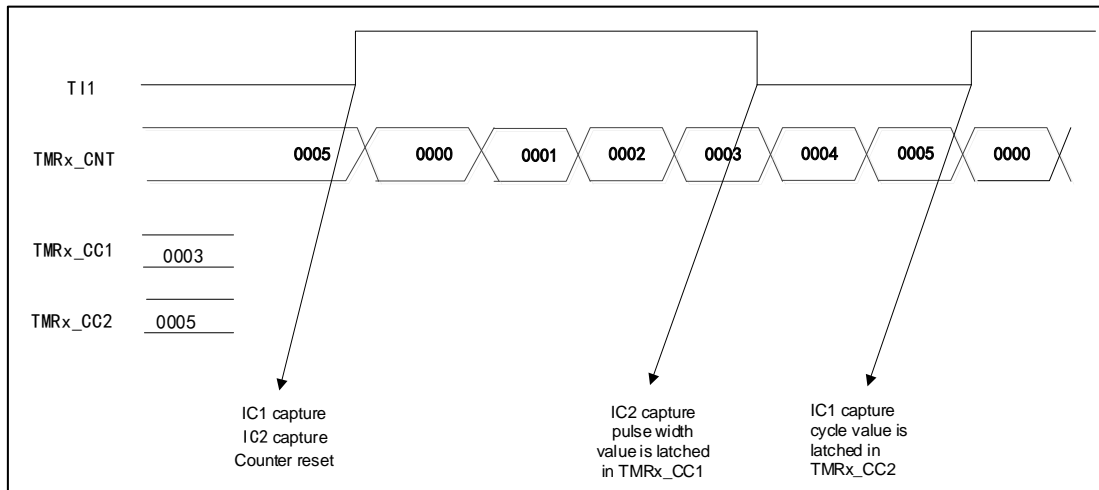 TI1
TMRx_CNT
0005 0000 0001 0002 0003 0004 0005 0000
TMRx_CC1
0003
TMRx_CC2
0005
IC1 capture
IC2 capture
Counter reset
IC2 capture
pulse width
value is latched
in TMRx_CC1
IC1 capture
cycle value is
latched in
TMRx_CC2